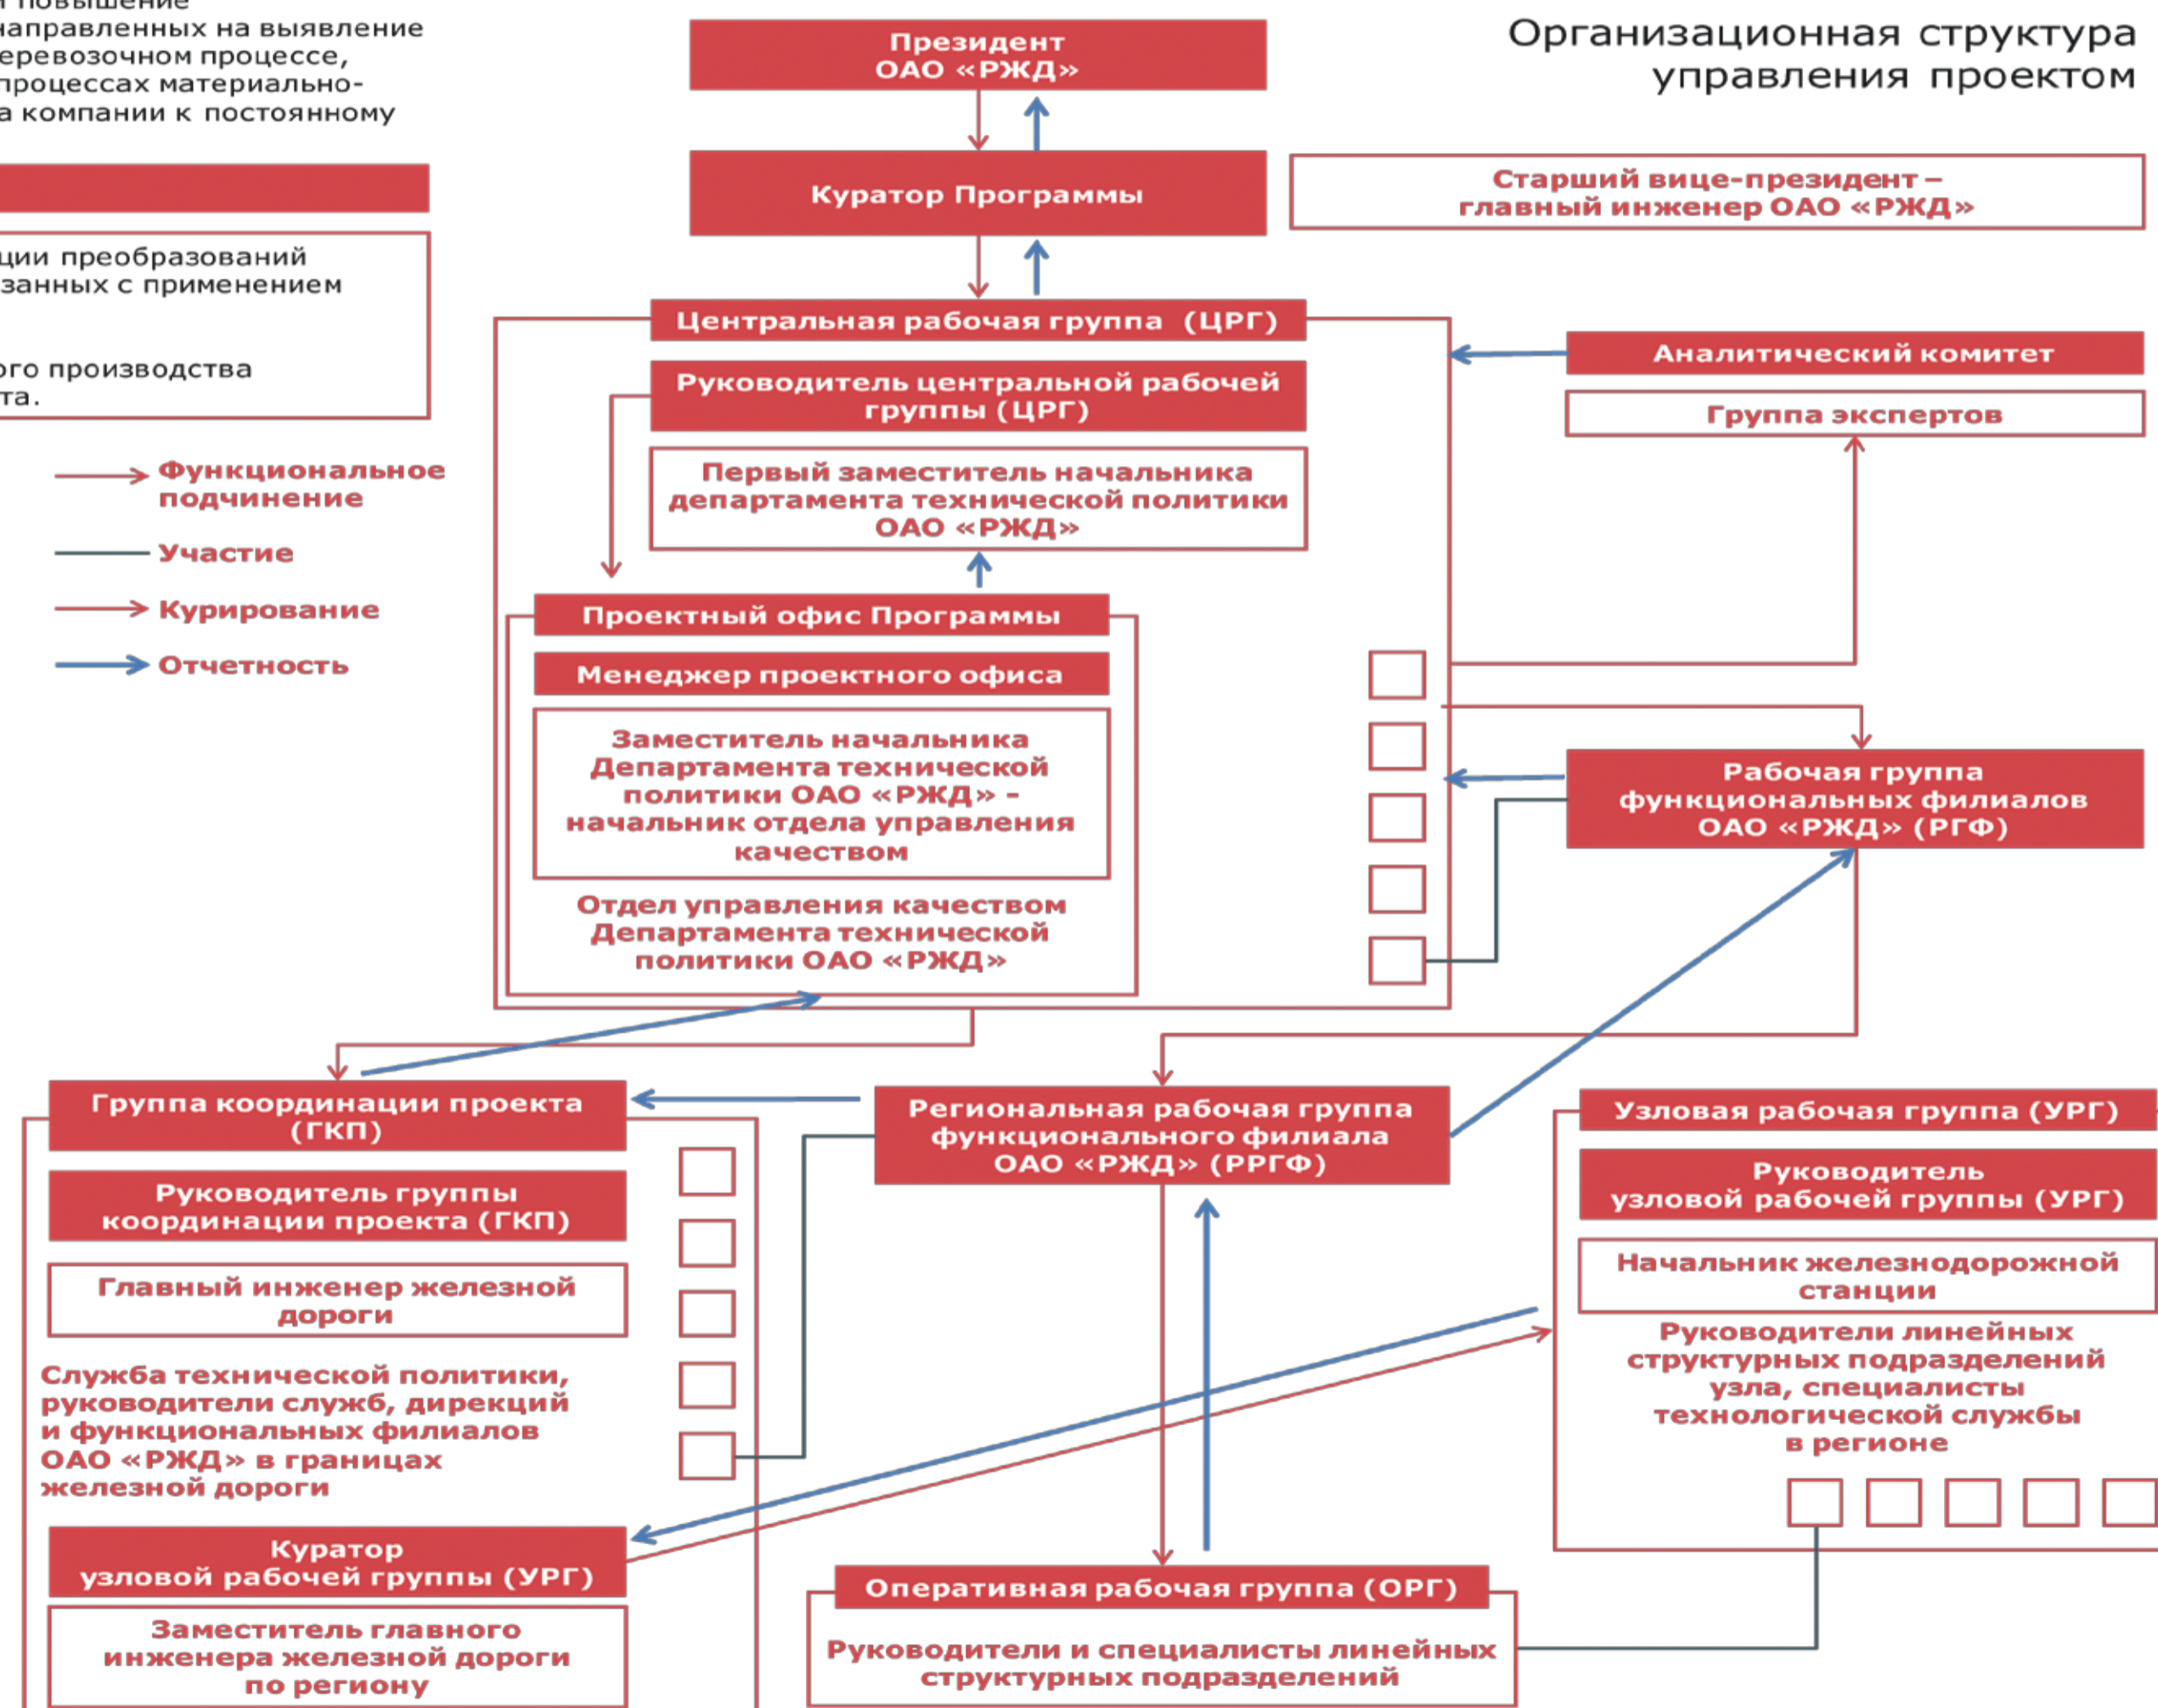 направленных на выявление
процессах материально-
а компании к постоянному
преобразований
с применением
производства
Организационная структура
управления проектом
Президент
ОАО «РЖД»
Куратор Программы
Старший вице-президент –
главный инженер ОАО «РЖД»
Центральная рабочая группа (ЦРГ)
Руководитель центральной рабочей
группы (ЦРГ)
Первый заместитель начальника
департамента технической политики
ОАО «РЖД»
Аналитический комитет
Группа экспертов
Функциональное
подчинение
Участие
Курирование
Отчетность
Проектный офис Программы
Менеджер проектного офиса
Заместитель начальника
Департамента технической
политики ОАО «РЖД» -
начальник отдела управления
качеством
Отдел управления качеством
Департамента технической
политики ОАО «РЖД»
Рабочая группа
функциональных филиалов
ОАО «РЖД» (РГФ)
Группа координации проекта
(ГКП)
Руководитель группы
координации проекта (ГКП)
Главный инженер железной
дороги
Служба технической политики,
руководители служб, дирекций
и функциональных филиалов
ОАО «РЖД» в границах
железной дороги
Куратор
узловой рабочей группы (УРГ)
Заместитель главного
инженера железной дороги
по региону
Региональная рабочая группа
функционального филиала
ОАО «РЖД» (РРГФ)
Оперативная рабочая группа (ОРГ)
Руководители и специалисты линейных
структурных подразделений
Узловая рабочая группа (УРГ)
Руководитель
узловой рабочей группы (УРГ)
Начальник железнодорожной
станции
Руководители линейных
структурных подразделений
узла, специалисты
технологической службы
в регионе